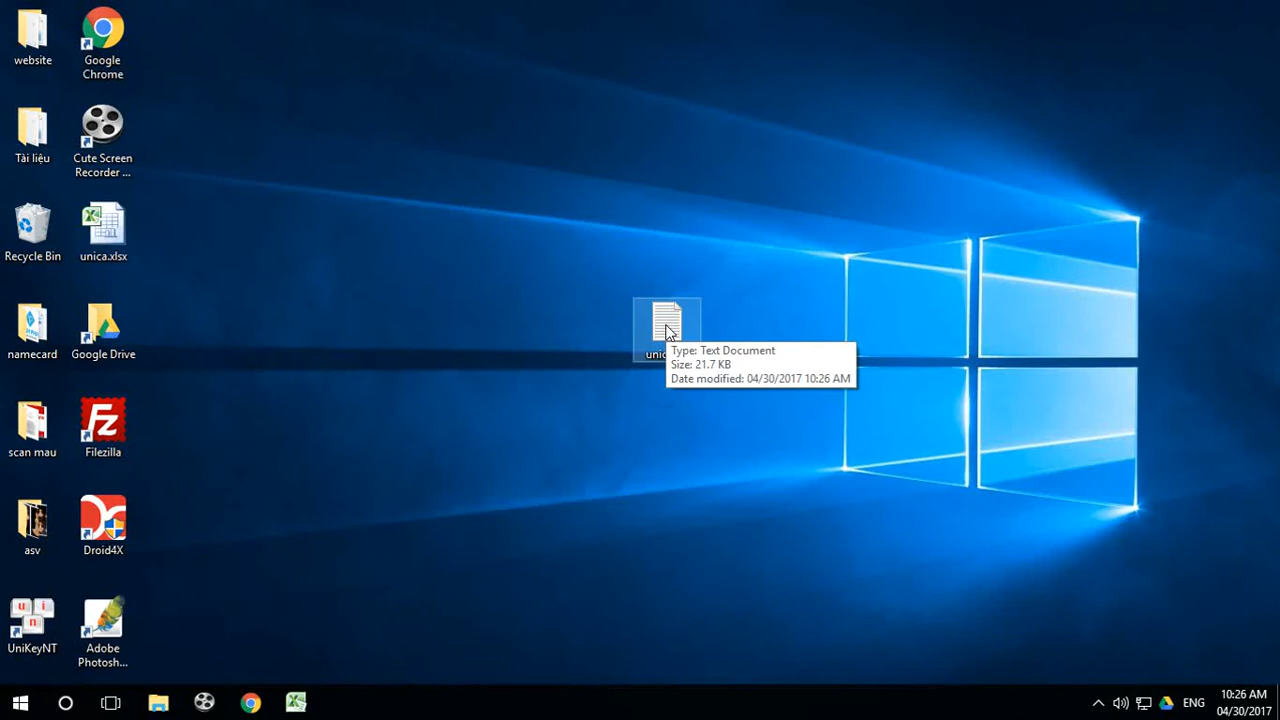 website
Google
Chrome
Tài liệu
Cute Screen
Recorder ...
Recycle Bin
unica.xlsx
namecard
Google Drive
scan mau
Filezilla
asv
Droid4X
UniKeyNT
Adobe
Photosh...
Type: Text Document
Size: 21.7 KB
Date modified: 04/30/2017 10:26 AM
ENG
10:26 AM
04/30/2017